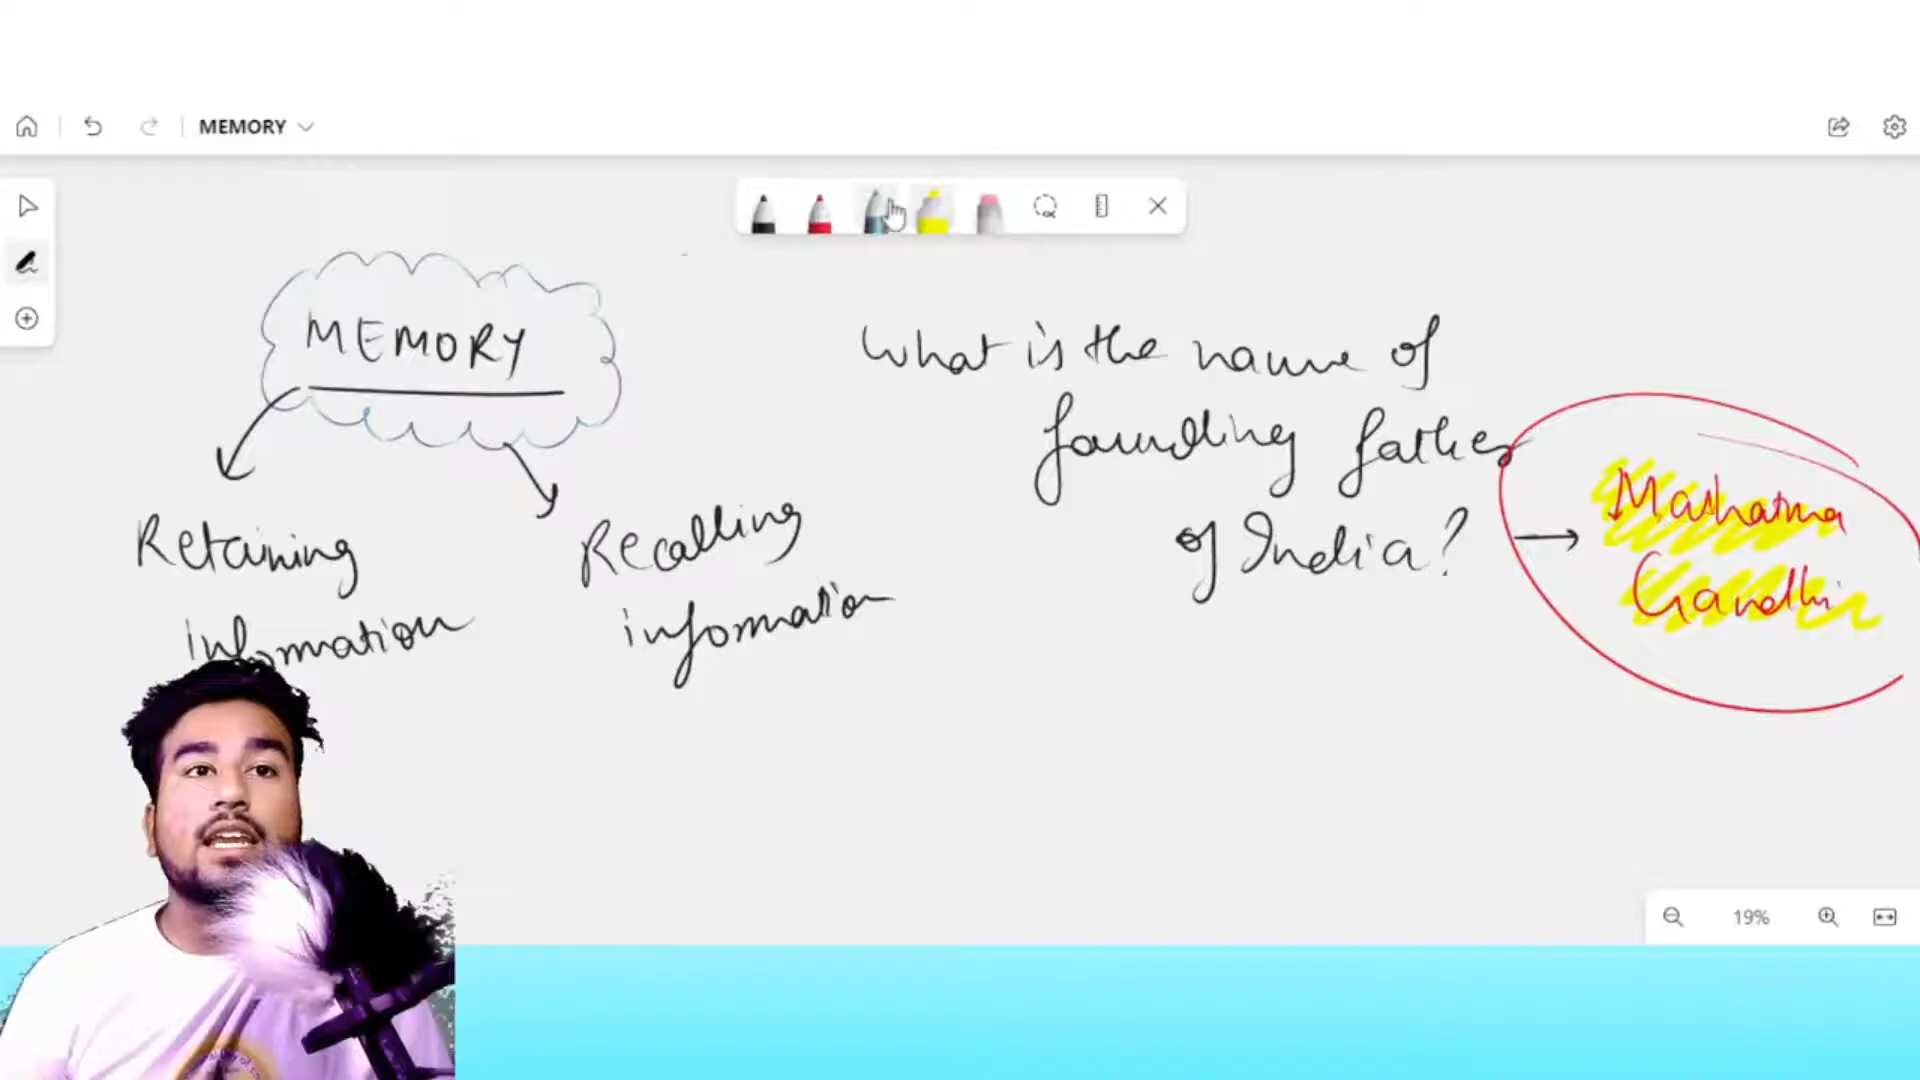 MEMORY
MEMORY
Retaining
information
Recalling
information
What is the name of
founding father
of India?
Mahatma
Gandhi
19%